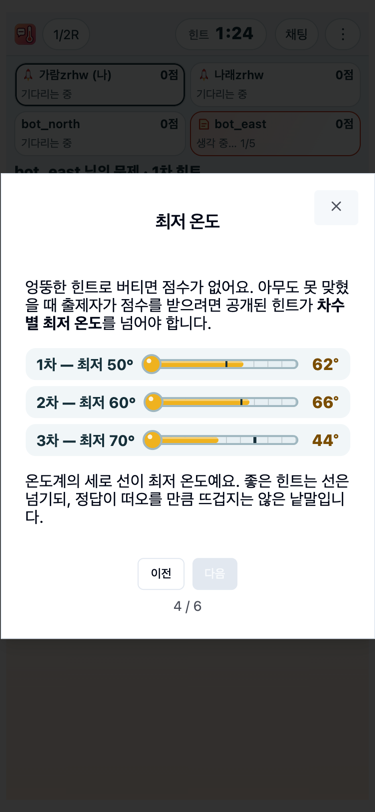 1/2R
힌트 1:24
채팅
가람zrhw (나) 0점
기다리는 중
나래zrhw 0점
기다리는 중
bot_north 0점
기다리는 중
bot_east 0점
생각 중… 1/5
bot_east 님의 문제 · 1차 힌트
최저 온도
엉뚱한 힌트로 버티면 점수가 없어요. 아무도 못 맞혔
을 때 출제자가 점수를 받으려면 공개된 힌트가 차수
별 최저 온도를 넘어야 합니다.
1차 — 최저 50° 62°
2차 — 최저 60° 66°
3차 — 최저 70° 44°
온도계의 세로 선이 최저 온도예요. 좋은 힌트는 선은
넘기되, 정답이 떠오를 만큼 뜨겁지는 않은 낱말입니
다.
이전
다음
4 / 6